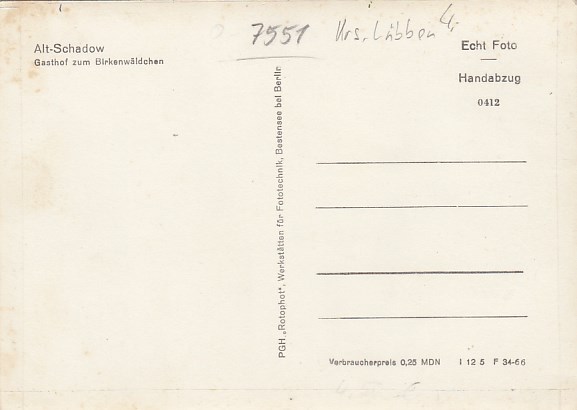 7551 Krs. Lübben 4,-
Alt-Schadow
Gasthof zum Birkenwäldchen
Echt Foto
Handabzug
0412
PGH. „Rotophot", Werkstätten für Fototechnik, Bestensee bei Berlin
Verbraucherpreis 0,25 MDN I 12 5 F 34-66